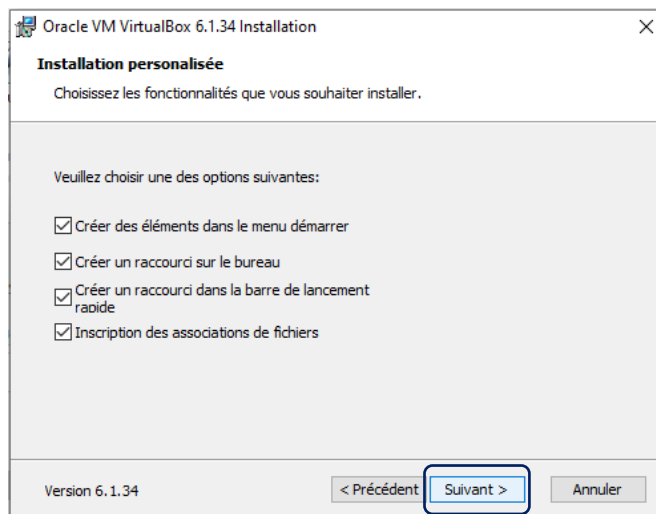 Oracle VM VirtualBox 6.1.34 Installation
Installation personalisée
Choisissez les fonctionnalités que vous souhaiter installer.
Veuillez choisir une des options suivantes:
Créer des éléments dans le menu démarrer
Créer un raccourci sur le bureau
Créer un raccourci dans la barre de lancement
rapide
Inscription des associations de fichiers
Version 6.1.34
< Précédent
Suivant >
Annuler